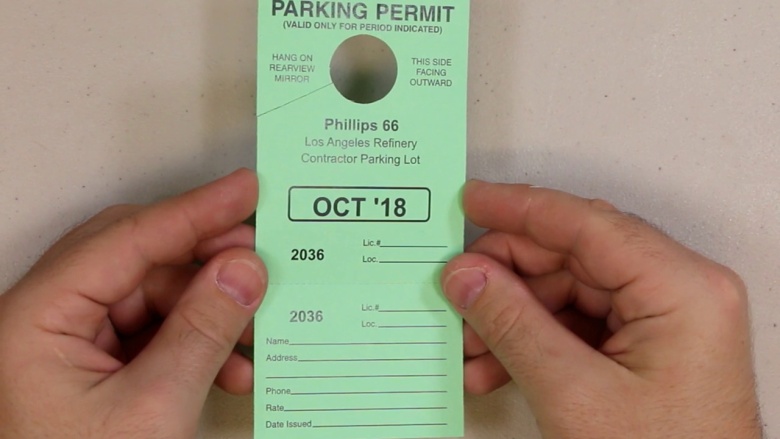 PARKING PERMIT
(VALID ONLY FOR PERIOD INDICATED)
HANG ON
REARVIEW
MIRROR
THIS SIDE
FACING
OUTWARD
Phillips 66
Los Angeles Refinery
Contractor Parking Lot
OCT '18
2036
Lic.#
Loc.
2036
Lic.#
Loc.
Name
Address
Phone
Rate
Date Issued